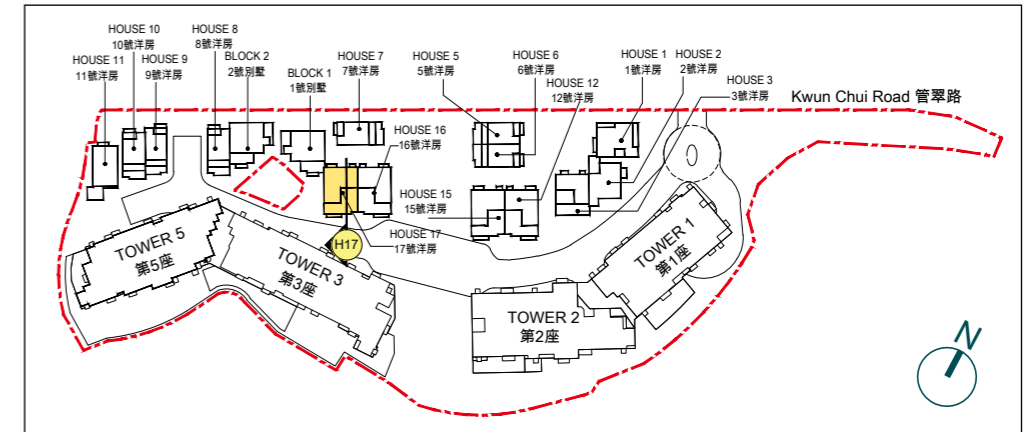 HOUSE 10
10號洋房
HOUSE 8
8號洋房
HOUSE 11
11號洋房
HOUSE 9
9號洋房
BLOCK 2
2號別墅
BLOCK 1
1號別墅
HOUSE 7
7號洋房
HOUSE 5
5號洋房
HOUSE 6
6號洋房
HOUSE 12
12號洋房
HOUSE 1
1號洋房
HOUSE 2
2號洋房
HOUSE 3
3號洋房
Kwun Chui Road 管翠路
HOUSE 16
16號洋房
HOUSE 15
15號洋房
HOUSE 17
17號洋房
H17
TOWER 5
第5座
TOWER 3
第3座
TOWER 2
第2座
TOWER 1
第1座
N